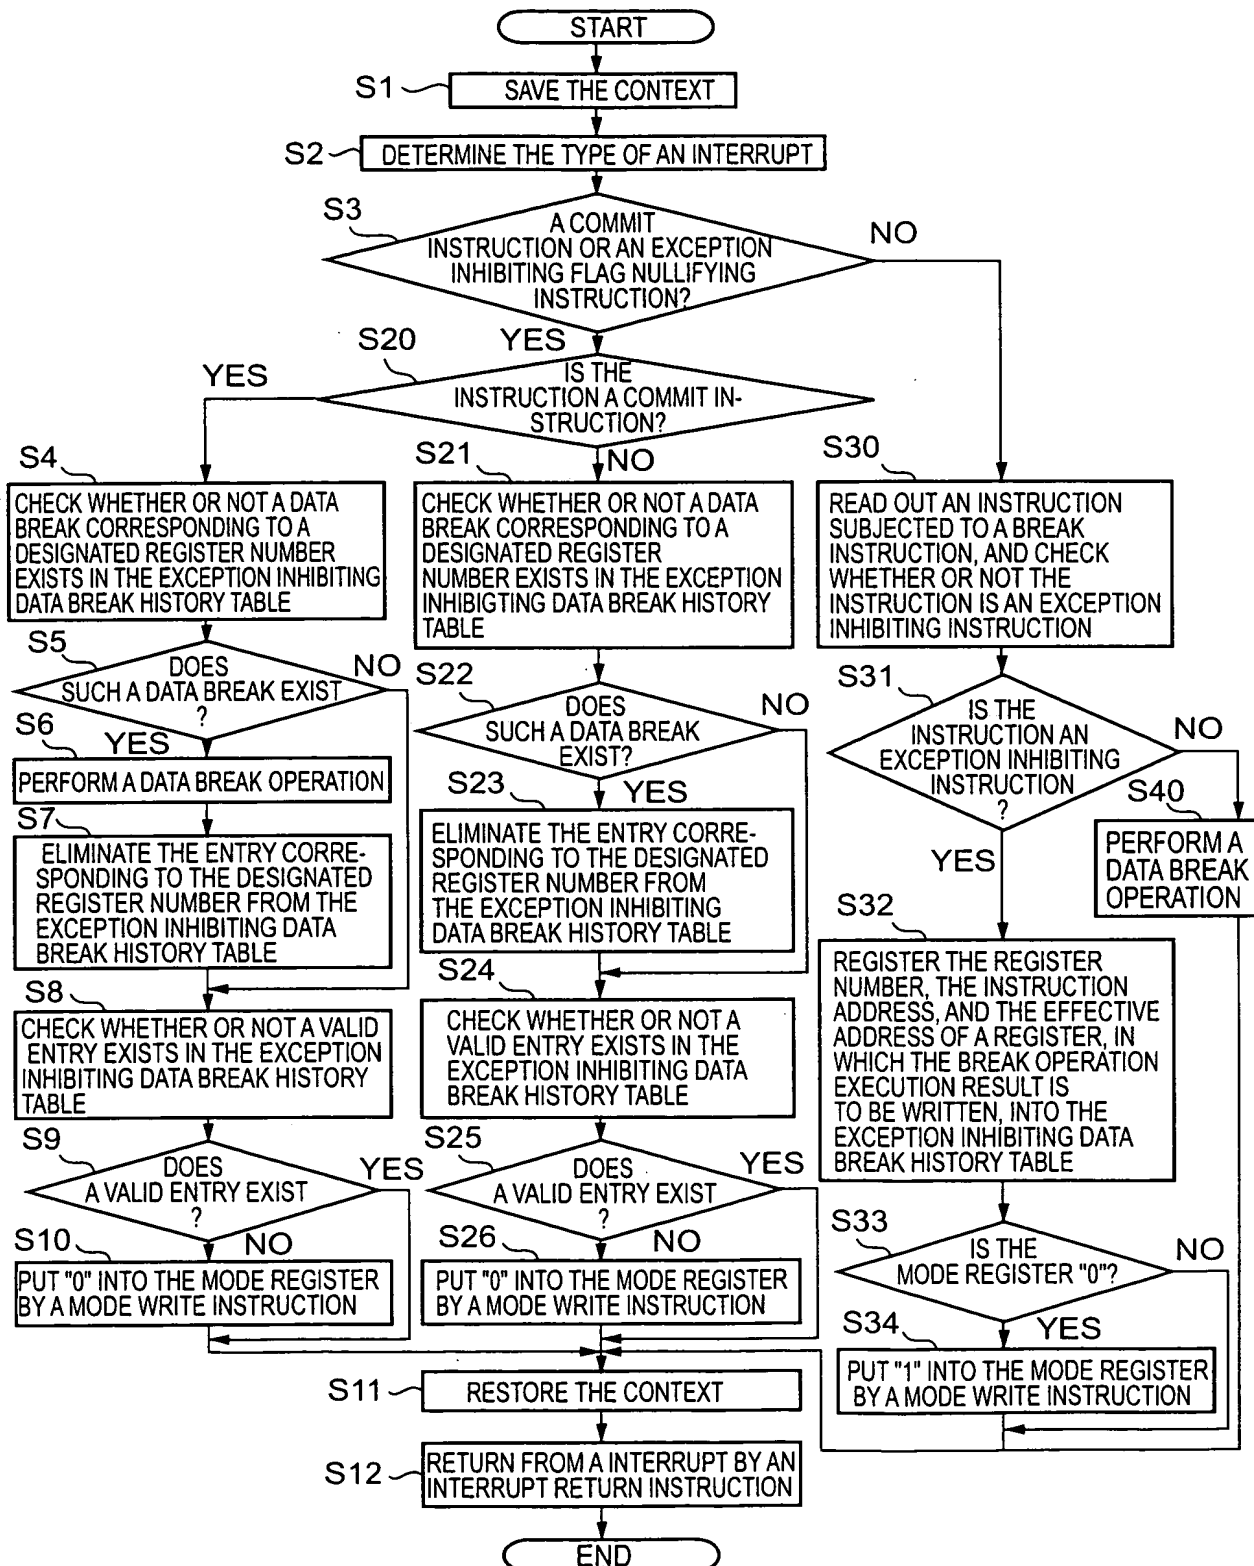 START
S1
SAVE THE CONTEXT
S2
DETERMINE THE TYPE OF AN INTERRUPT
S3
A COMMIT
INSTRUCTION OR AN EXCEPTION
INHIBITING FLAG NULLIFYING
INSTRUCTION?
NO
YES
S20
YES
IS THE
INSTRUCTION A COMMIT IN-
STRUCTION?
NO
S4
CHECK WHETHER OR NOT A DATA
BREAK CORRESPONDING TO A
DESIGNATED REGISTER NUMBER
EXISTS IN THE EXCEPTION INHIBITING
DATA BREAK HISTORY TABLE
S5
DOES
SUCH A DATA BREAK EXIST
?
NO
YES
S6
PERFORM A DATA BREAK OPERATION
S7
ELIMINATE THE ENTRY CORRE-
SPONDING TO THE DESIGNATED
REGISTER NUMBER FROM THE
EXCEPTION INHIBITING DATA
BREAK HISTORY TABLE
S8
CHECK WHETHER OR NOT A VALID
ENTRY EXISTS IN THE EXCEPTION
INHIBITING DATA BREAK HISTORY
TABLE
S9
DOES
A VALID ENTRY EXIST
?
YES
NO
S10
PUT "0" INTO THE MODE REGISTER
BY A MODE WRITE INSTRUCTION
S21
CHECK WHETHER OR NOT A DATA
BREAK CORRESPONDING TO A
DESIGNATED REGISTER
NUMBER EXISTS IN THE EXCEPTION
INHIBIGTING DATA BREAK HISTORY
TABLE
S22
DOES
SUCH A DATA BREAK
EXIST?
NO
YES
S23
ELIMINATE THE ENTRY CORRE-
SPONDING TO THE DESIGNATED
REGISTER NUMBER FROM
THE EXCEPTION INHIBITING
DATA BREAK HISTORY TABLE
S24
CHECK WHETHER OR NOT A
VALID ENTRY EXISTS IN THE
EXCEPTION INHIBITING DATA
BREAK HISTORY TABLE
S25
DOES
A VALID ENTRY EXIST
?
YES
NO
S26
PUT "0" INTO THE MODE REGISTER
BY A MODE WRITE INSTRUCTION
S30
READ OUT AN INSTRUCTION
SUBJECTED TO A BREAK
INSTRUCTION, AND CHECK
WHETHER OR NOT THE
INSTRUCTION IS AN EXCEPTION
INHIBITING INSTRUCTION
S31
IS THE
INSTRUCTION AN
EXCEPTION INHIBITING
INSTRUCTION
?
NO
YES
S40
PERFORM A
DATA BREAK
OPERATION
S32
REGISTER THE REGISTER
NUMBER, THE INSTRUCTION
ADDRESS, AND THE EFFECTIVE
ADDRESS OF A REGISTER, IN
WHICH THE BREAK OPERATION
EXECUTION RESULT IS
TO BE WRITTEN, INTO THE
EXCEPTION INHIBITING DATA
BREAK HISTORY TABLE
S33
IS THE
MODE REGISTER "0"?
NO
YES
S34
PUT "1" INTO THE MODE REGISTER
BY A MODE WRITE INSTRUCTION
S11
RESTORE THE CONTEXT
S12
RETURN FROM A INTERRUPT BY AN
INTERRUPT RETURN INSTRUCTION
END